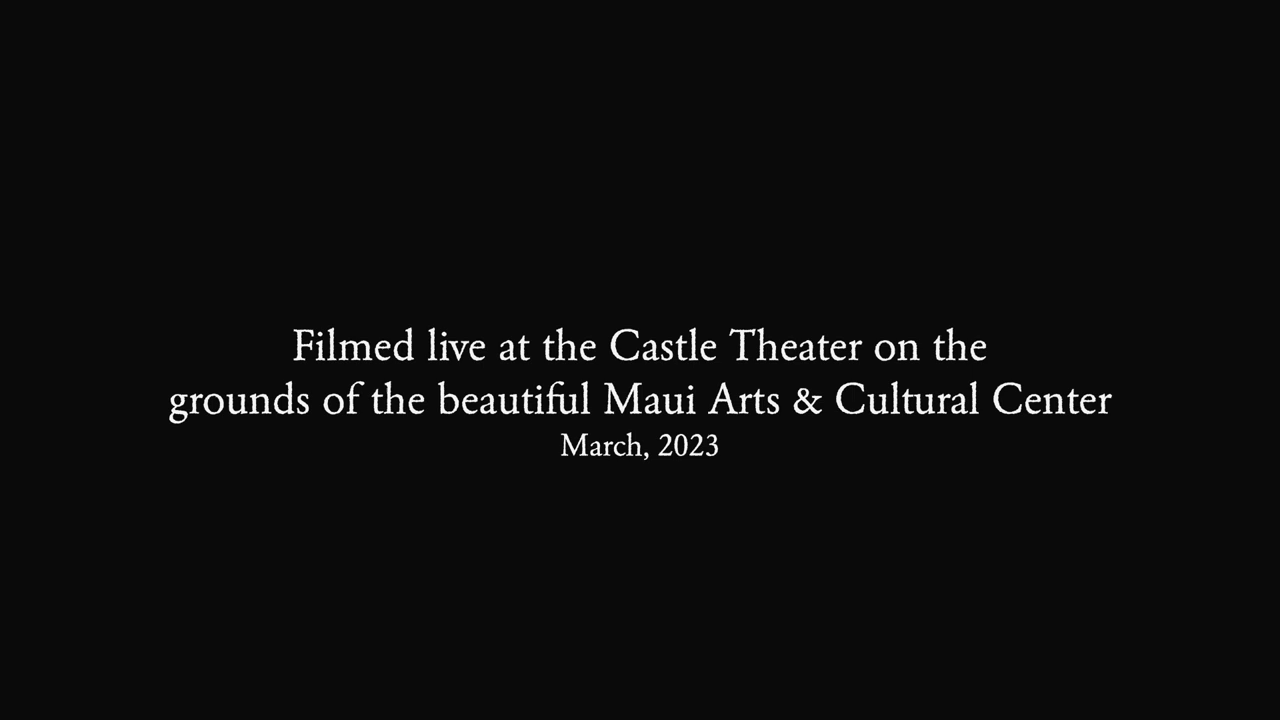 Filmed live at the Castle Theater on the
grounds of the beautiful Maui Arts & Cultural Center
March, 2023